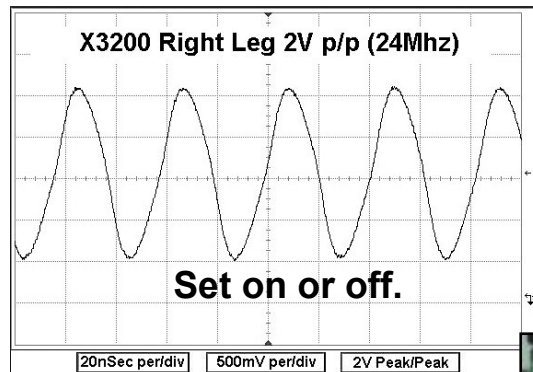 X3200 Right Leg 2V p/p (24Mhz)
Set on or off.
20nSec per/div 500mV per/div 2V Peak/Peak